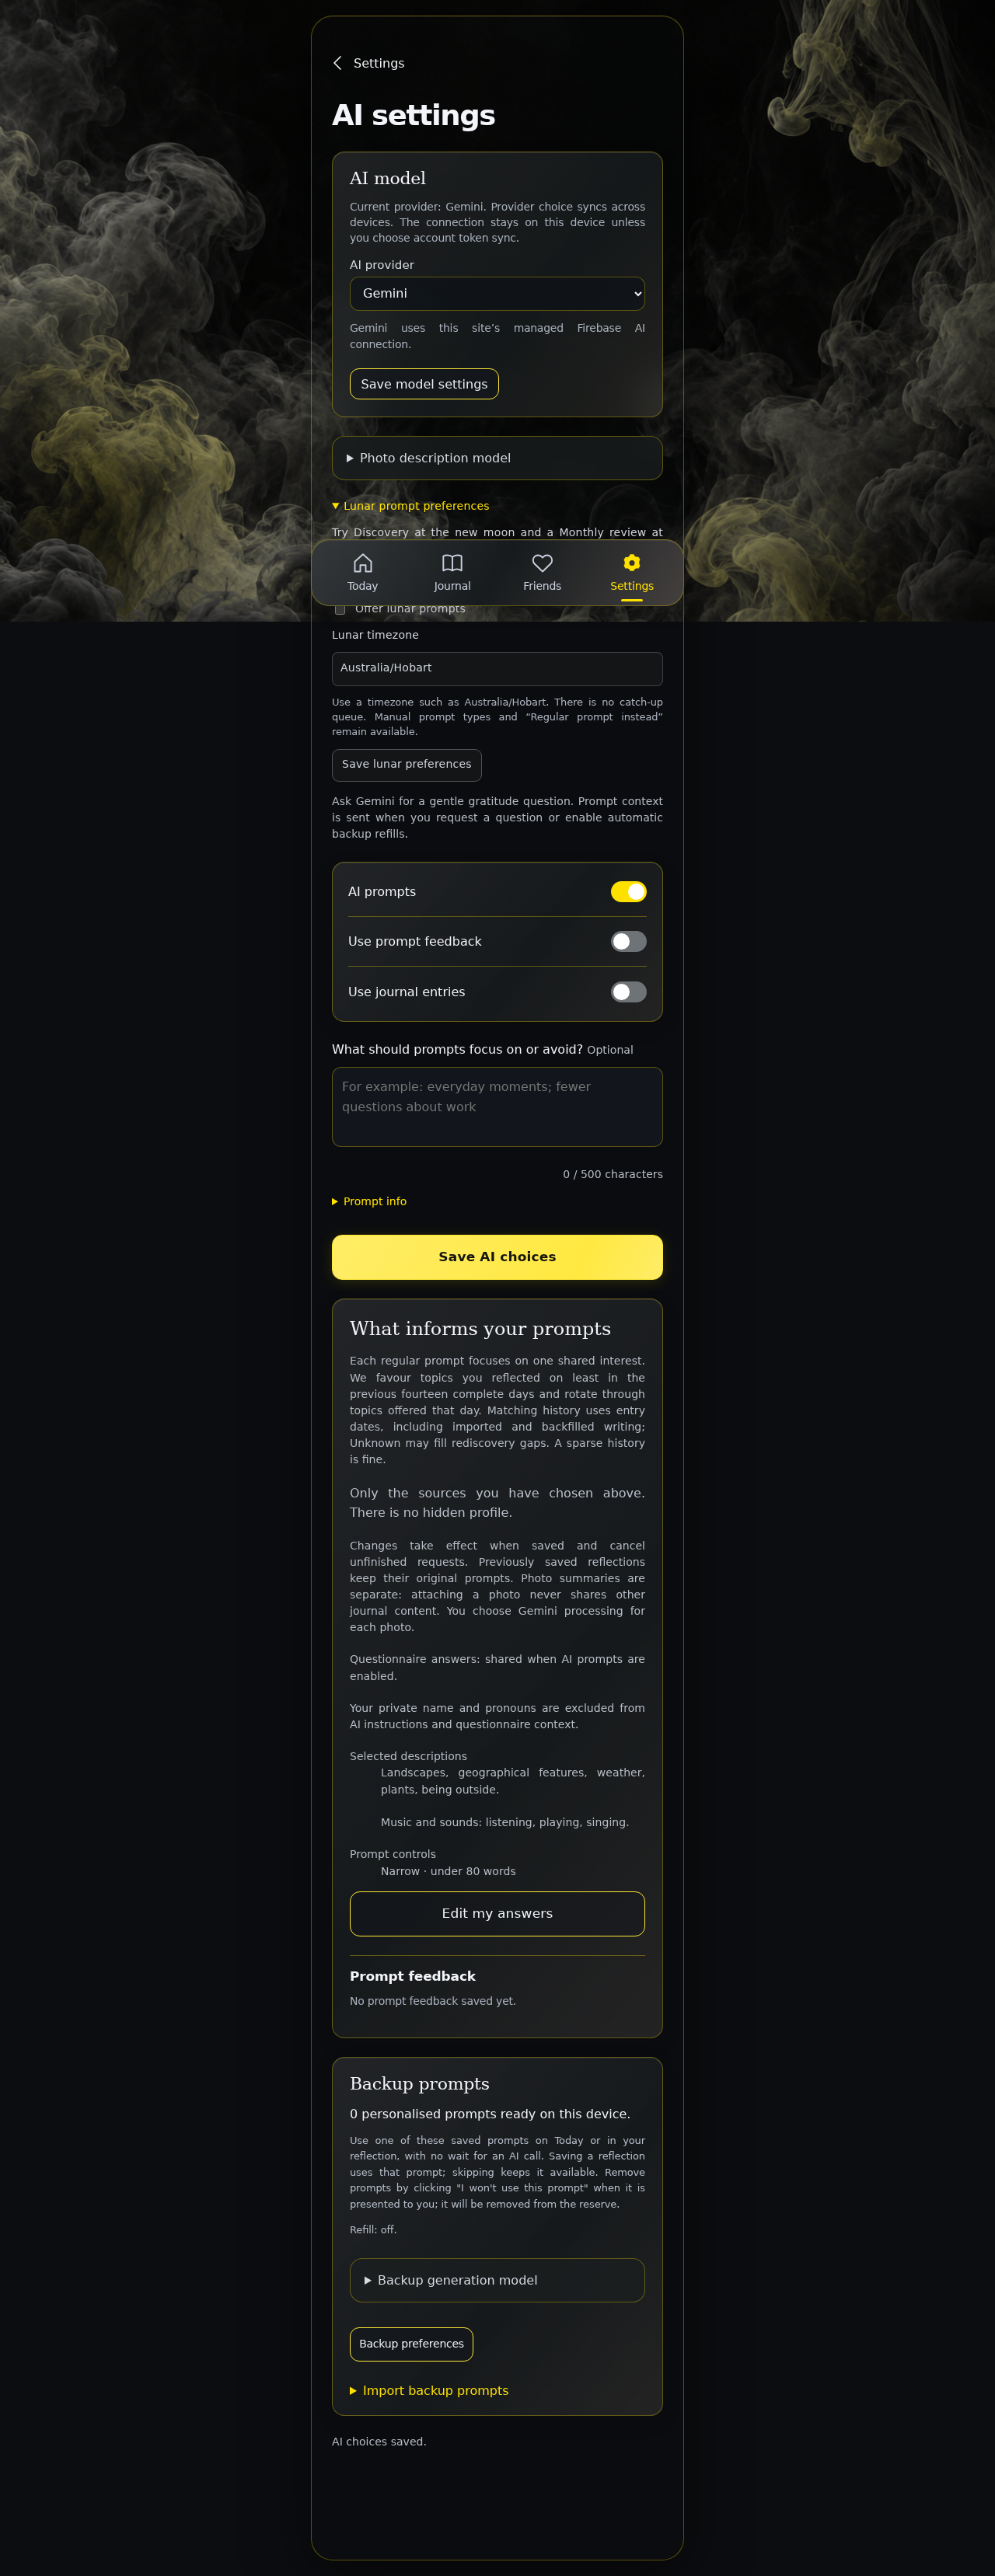 Settings
AI settings
AI model
Current provider: Gemini. Provider choice syncs across
devices. The connection stays on this device unless
you choose account token sync.
AI provider
Gemini
Gemini uses this site’s managed Firebase AI
connection.
Save model settings
Photo description model
Lunar prompt preferences
Try Discovery at the new moon and a Monthly review at
Today
Journal
Friends
Settings
Offer lunar prompts
Lunar timezone
Australia/Hobart
Use a timezone such as Australia/Hobart. There is no catch-up
queue. Manual prompt types and “Regular prompt instead”
remain available.
Save lunar preferences
Ask Gemini for a gentle gratitude question. Prompt context
is sent when you request a question or enable automatic
backup refills.
AI prompts
Use prompt feedback
Use journal entries
What should prompts focus on or avoid? Optional
For example: everyday moments; fewer
questions about work
0 / 500 characters
Prompt info
Save AI choices
What informs your prompts
Each regular prompt focuses on one shared interest.
We favour topics you reflected on least in the
previous fourteen complete days and rotate through
topics offered that day. Matching history uses entry
dates, including imported and backfilled writing;
Unknown may fill rediscovery gaps. A sparse history
is fine.
Only the sources you have chosen above.
There is no hidden profile.
Changes take effect when saved and cancel
unfinished requests. Previously saved reflections
keep their original prompts. Photo summaries are
separate: attaching a photo never shares other
journal content. You choose Gemini processing for
each photo.
Questionnaire answers: shared when AI prompts are
enabled.
Your private name and pronouns are excluded from
AI instructions and questionnaire context.
Selected descriptions
Landscapes, geographical features, weather,
plants, being outside.
Music and sounds: listening, playing, singing.
Prompt controls
Narrow · under 80 words
Edit my answers
Prompt feedback
No prompt feedback saved yet.
Backup prompts
0 personalised prompts ready on this device.
Use one of these saved prompts on Today or in your
reflection, with no wait for an AI call. Saving a reflection
uses that prompt; skipping keeps it available. Remove
prompts by clicking "I won't use this prompt" when it is
presented to you; it will be removed from the reserve.
Refill: off.
Backup generation model
Backup preferences
Import backup prompts
AI choices saved.